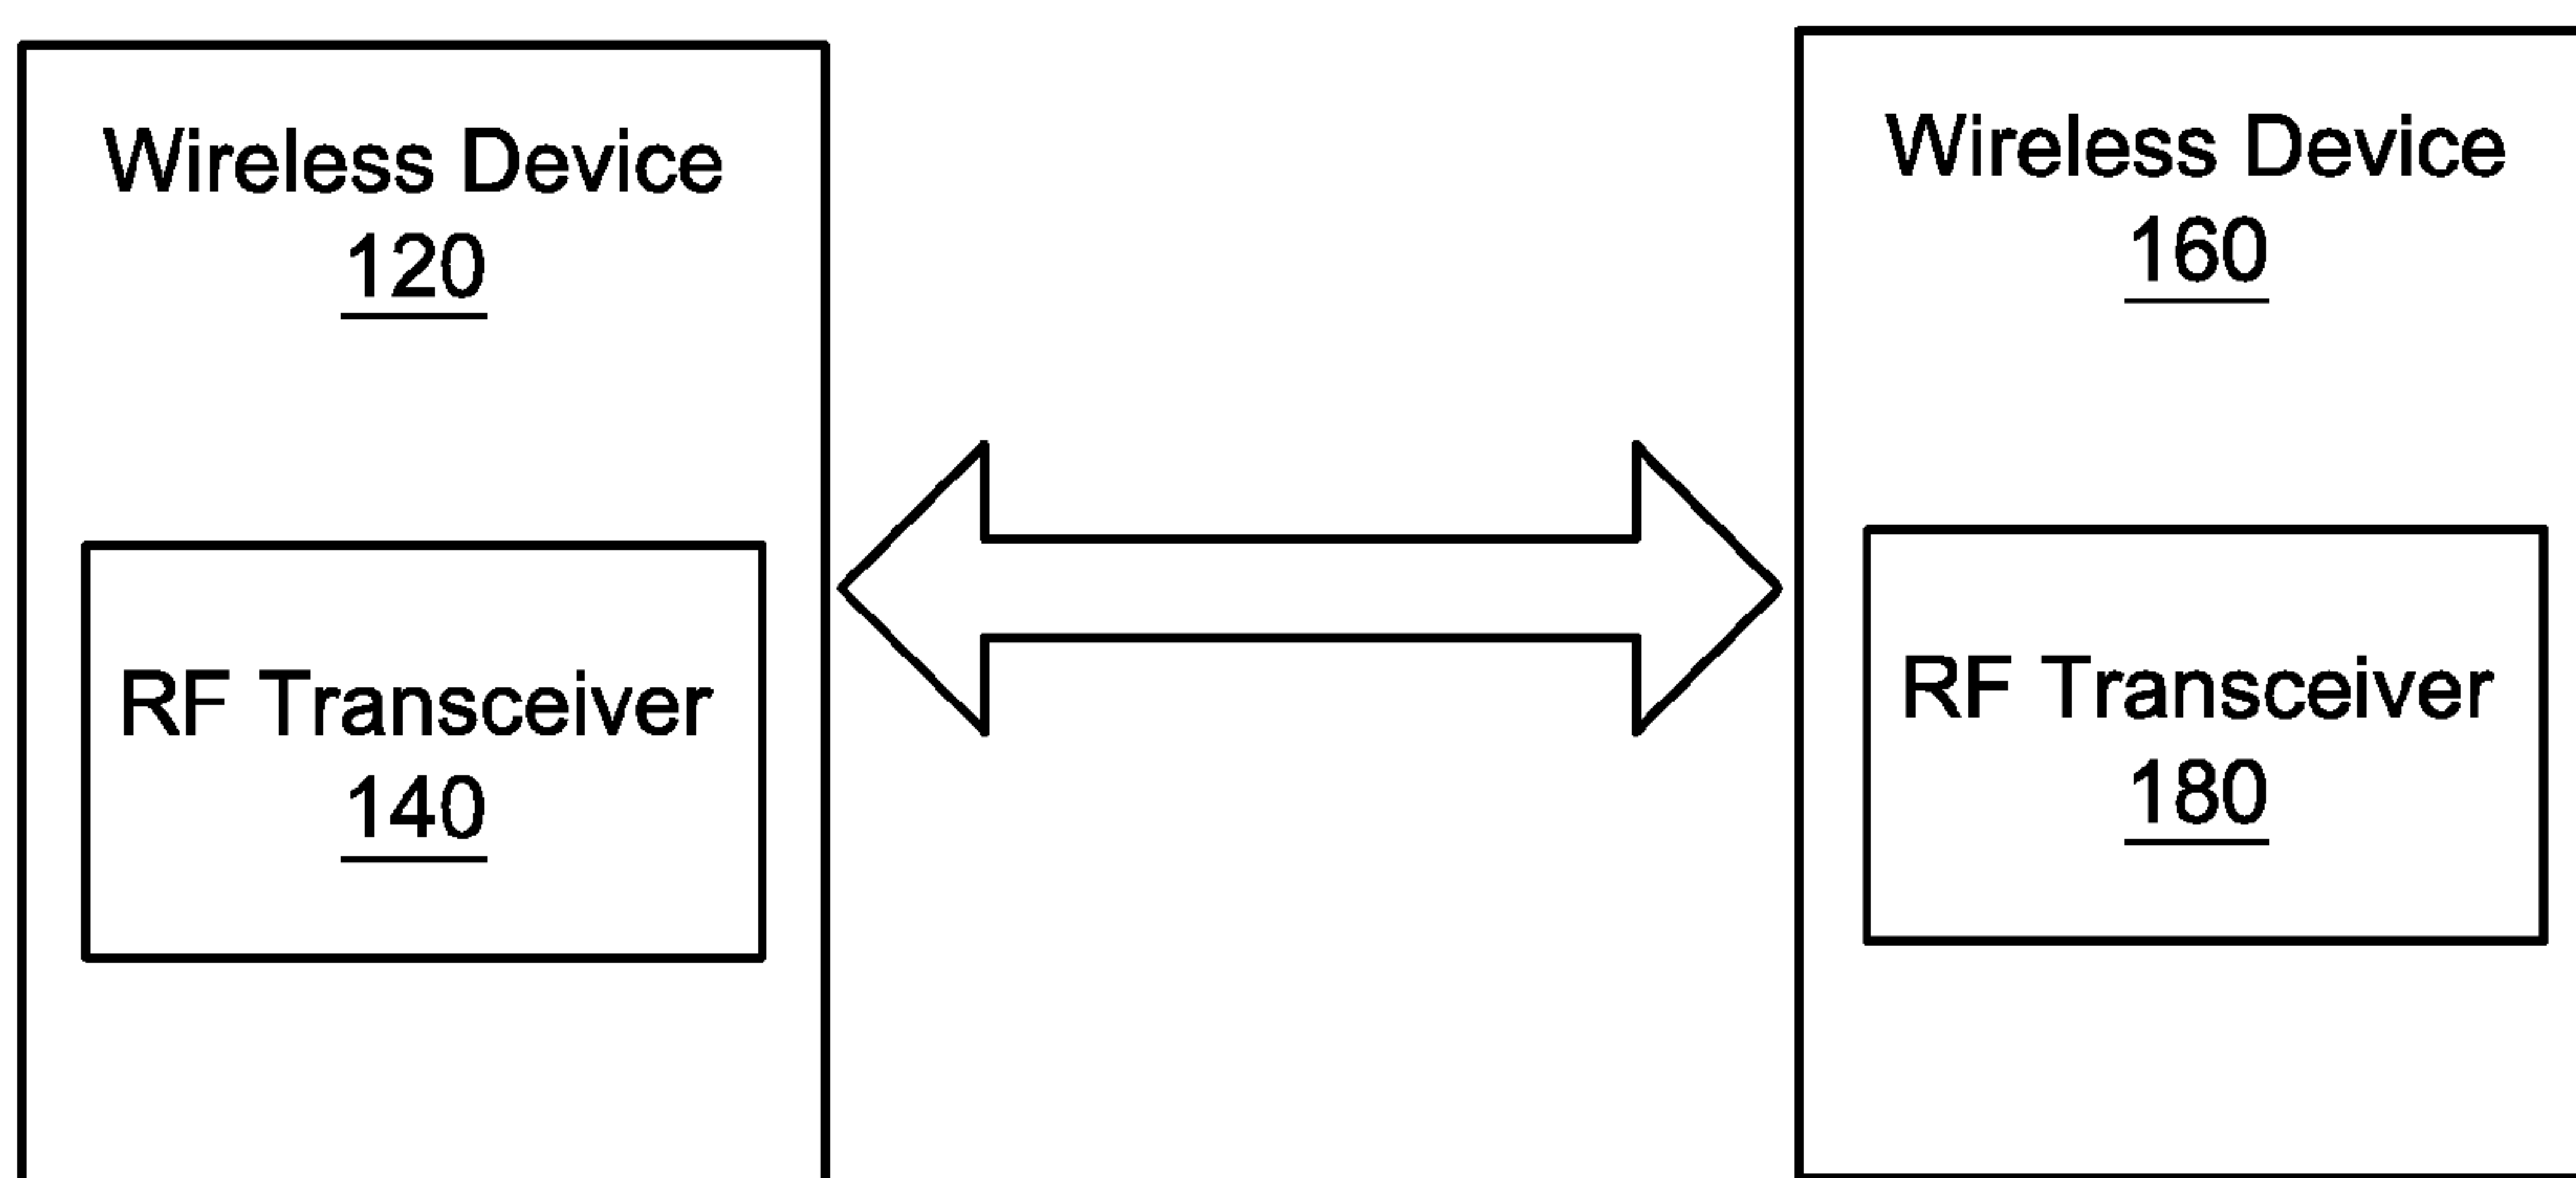 Wireless Device
120
RF Transceiver
140
Wireless Device
160
RF Transceiver
180